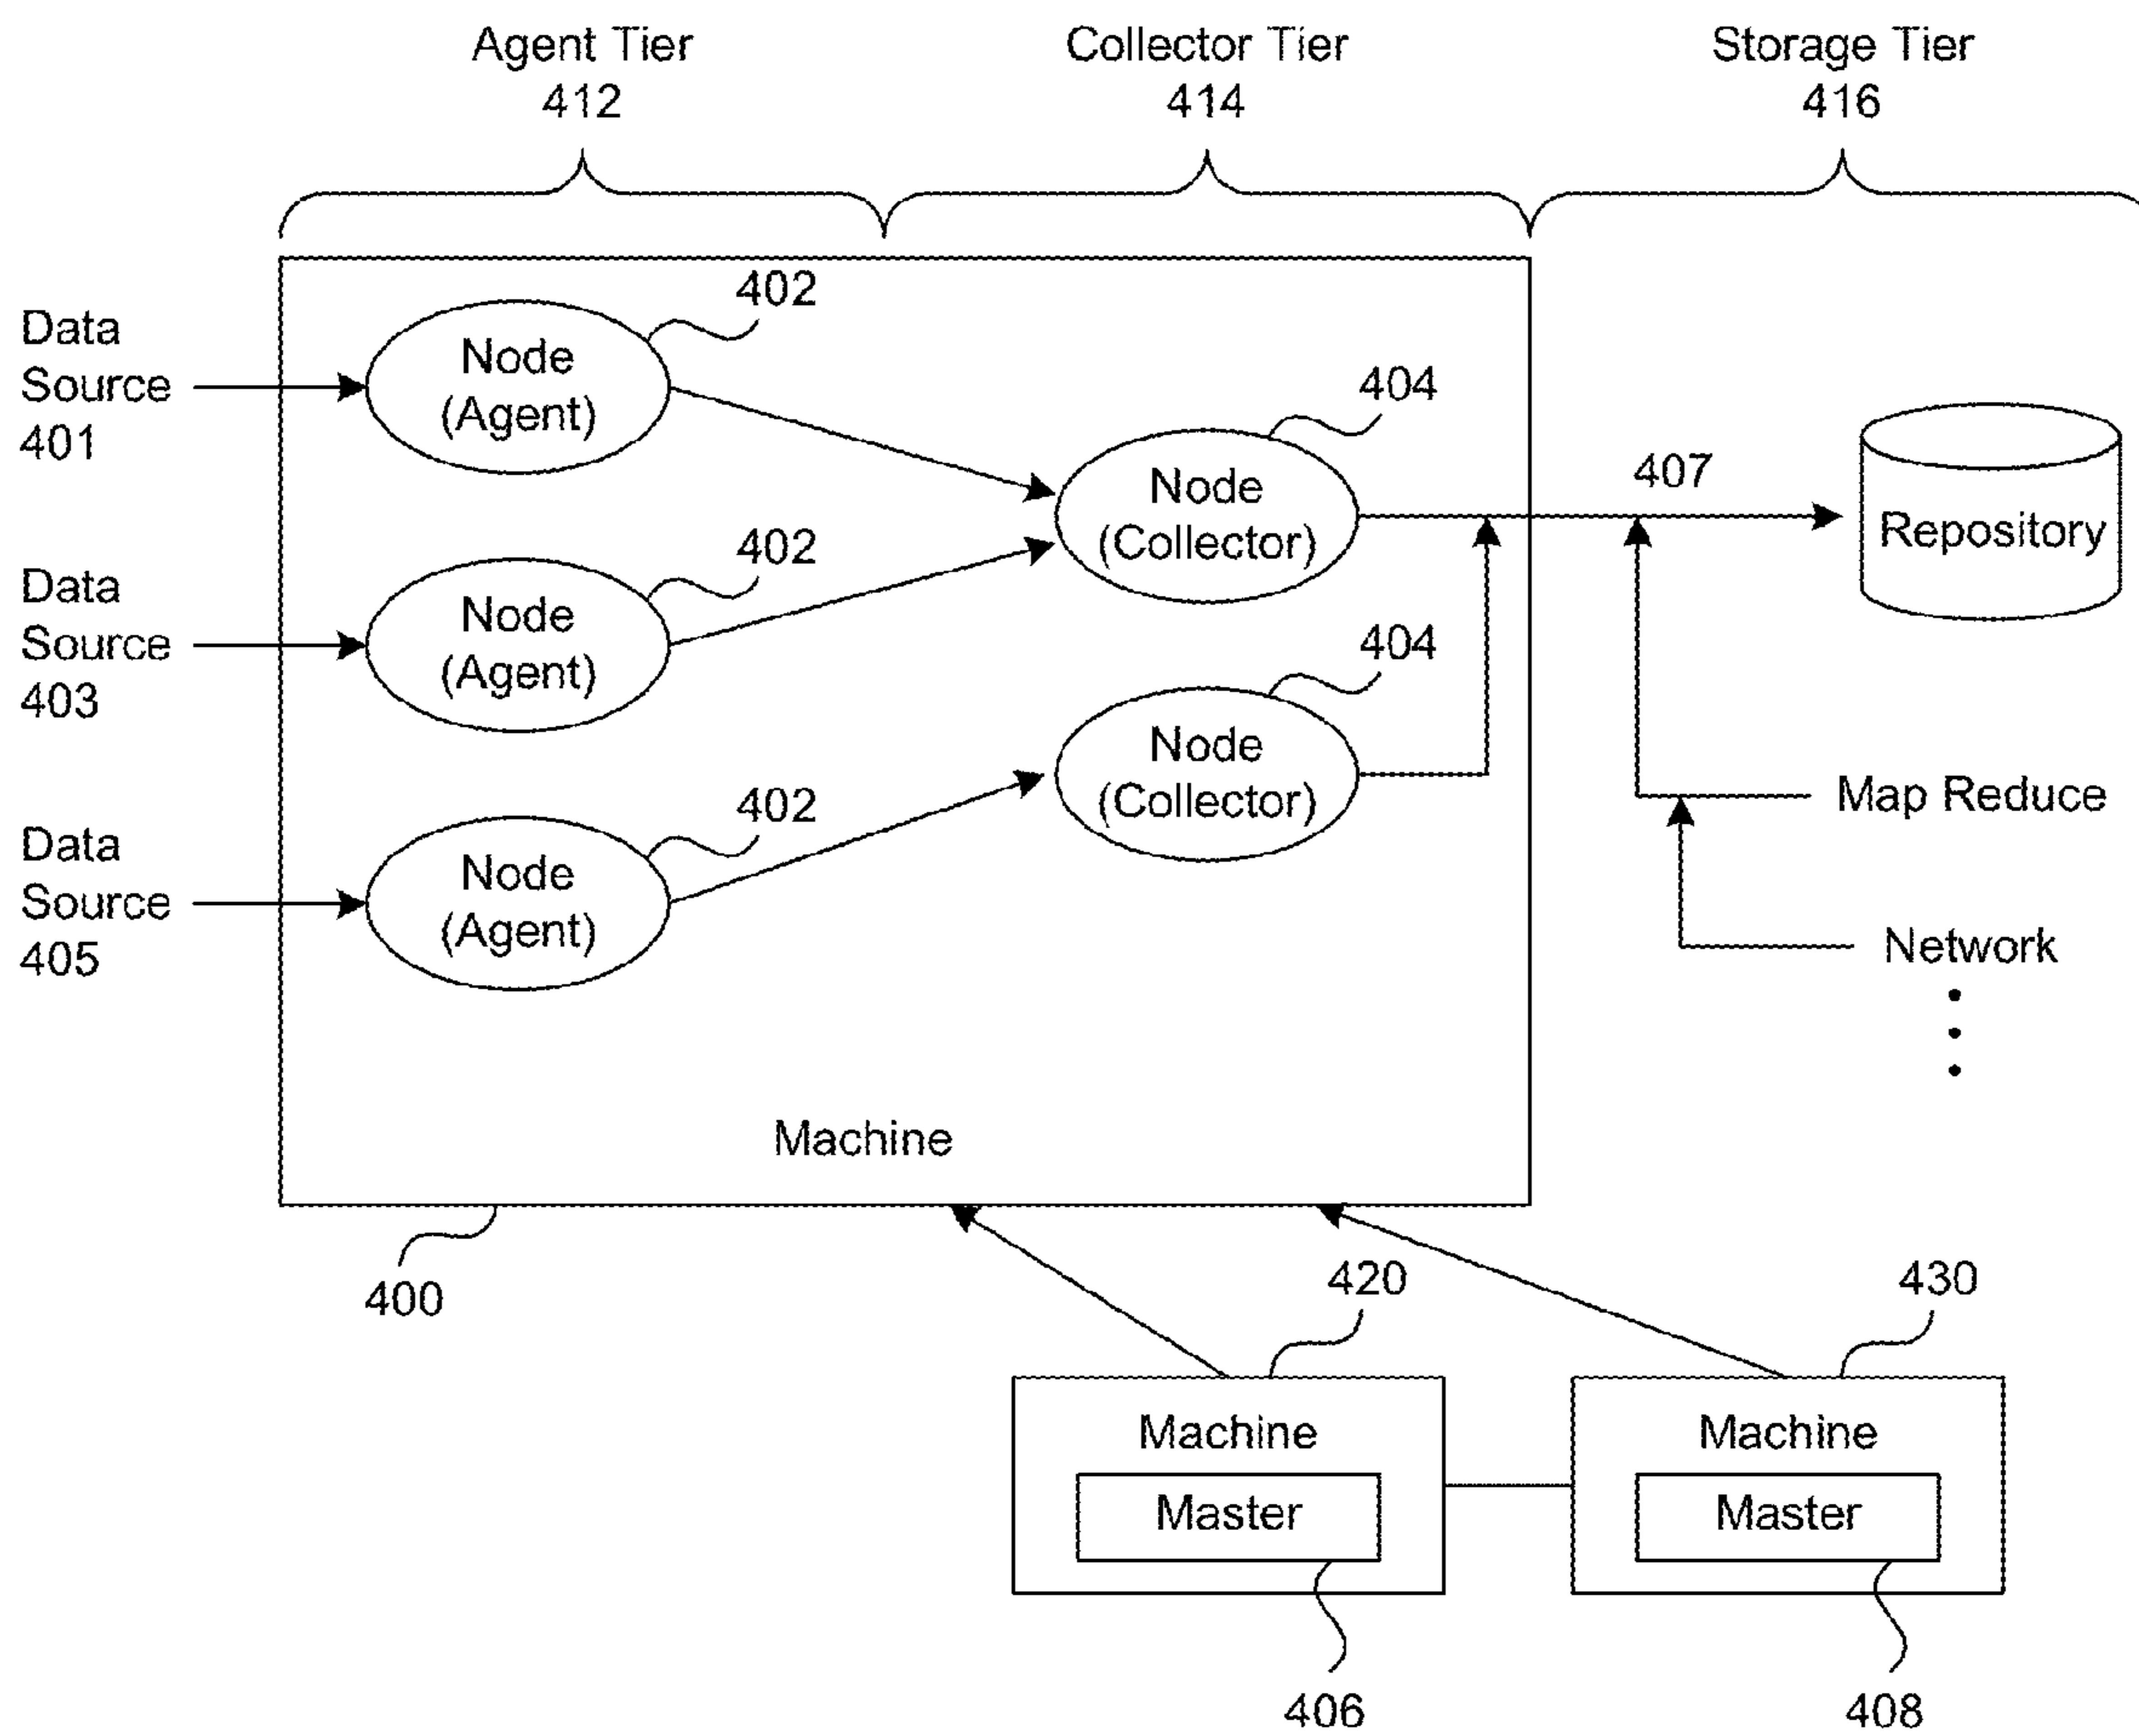 Agent Tier
412
Collector Tier
414
Storage Tier
416
Data
Source
401
Node
(Agent)
402
Data
Source
403
Node
(Agent)
402
Data
Source
405
Node
(Agent)
402
Node
(Collector)
404
Node
(Collector)
404
407
Repository
Map Reduce
Network
Machine
400
420
Machine
Master
406
430
Machine
Master
408